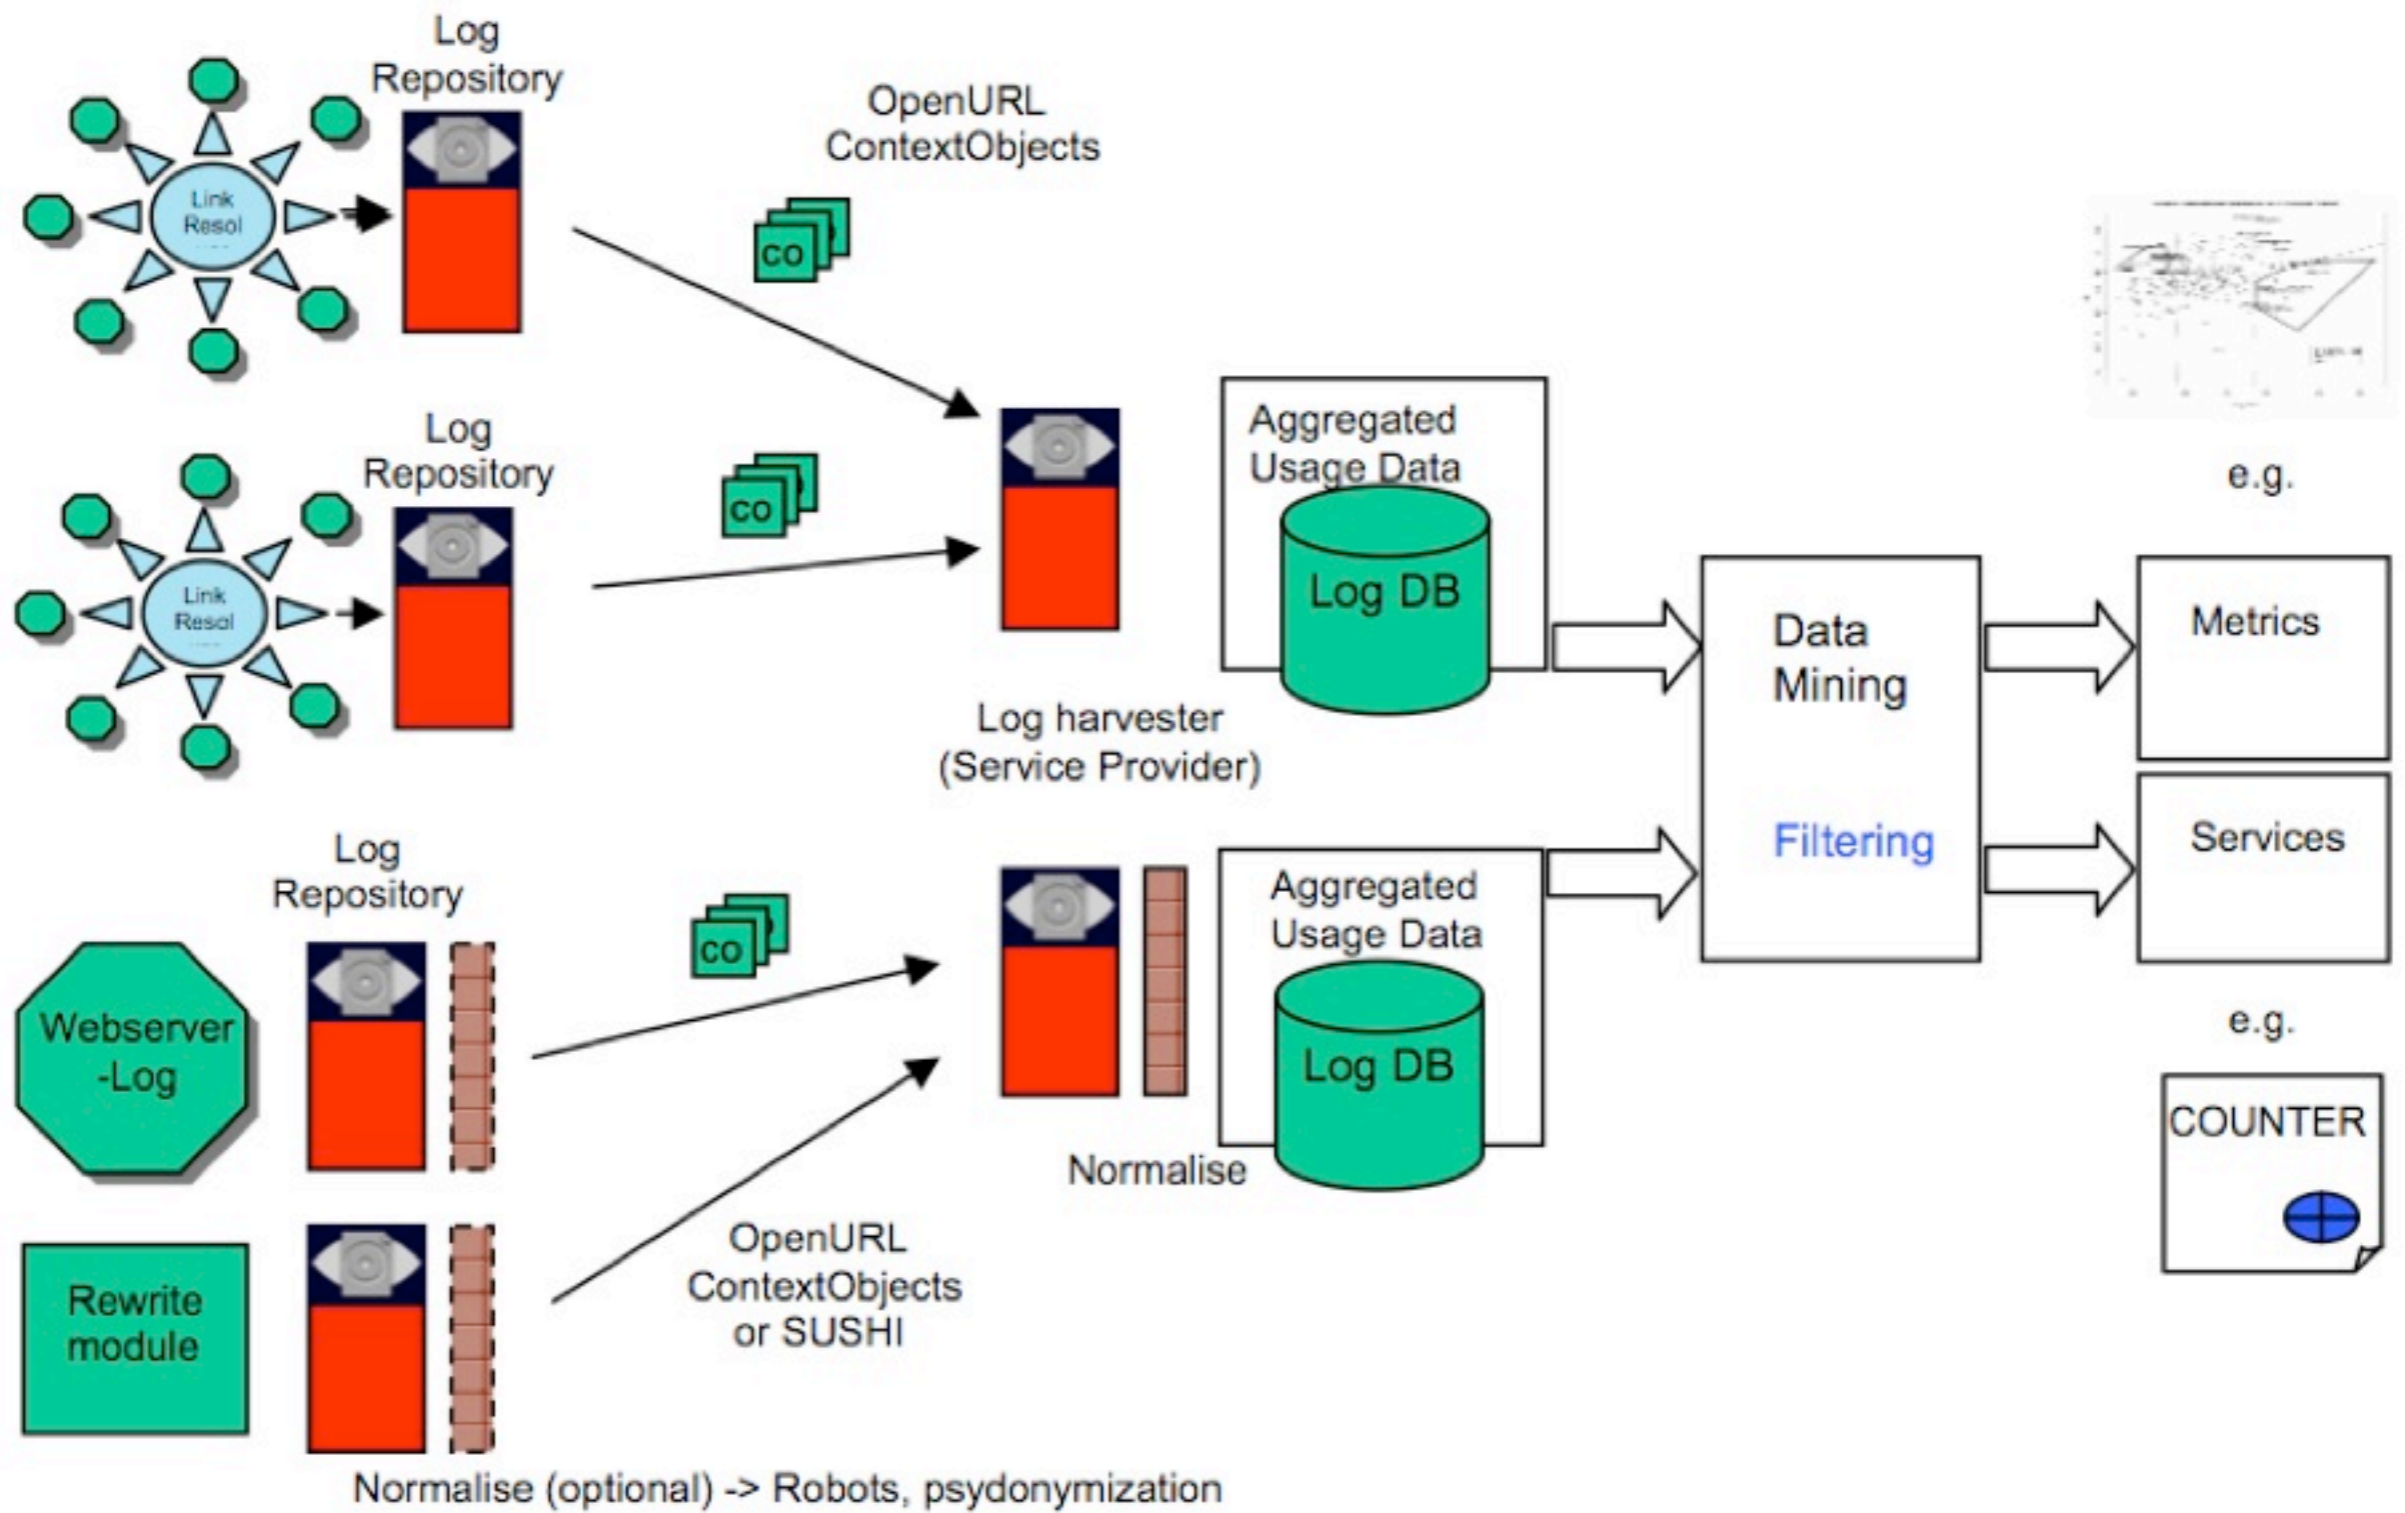 Log
Repository
OpenURL
ContextObjects
Link
Resol
co
Log
Repository
co
Link
Resol
Aggregated
Usage Data
Log DB
e.g.
Data
Mining
Filtering
Metrics
Services
Log harvester
(Service Provider)
Log
Repository
co
Webserver
-Log
Aggregated
Usage Data
Log DB
e.g.
COUNTER
Normalise
Rewrite
module
OpenURL
ContextObjects
or SUSHI
Normalise (optional) -> Robots, psydonymization